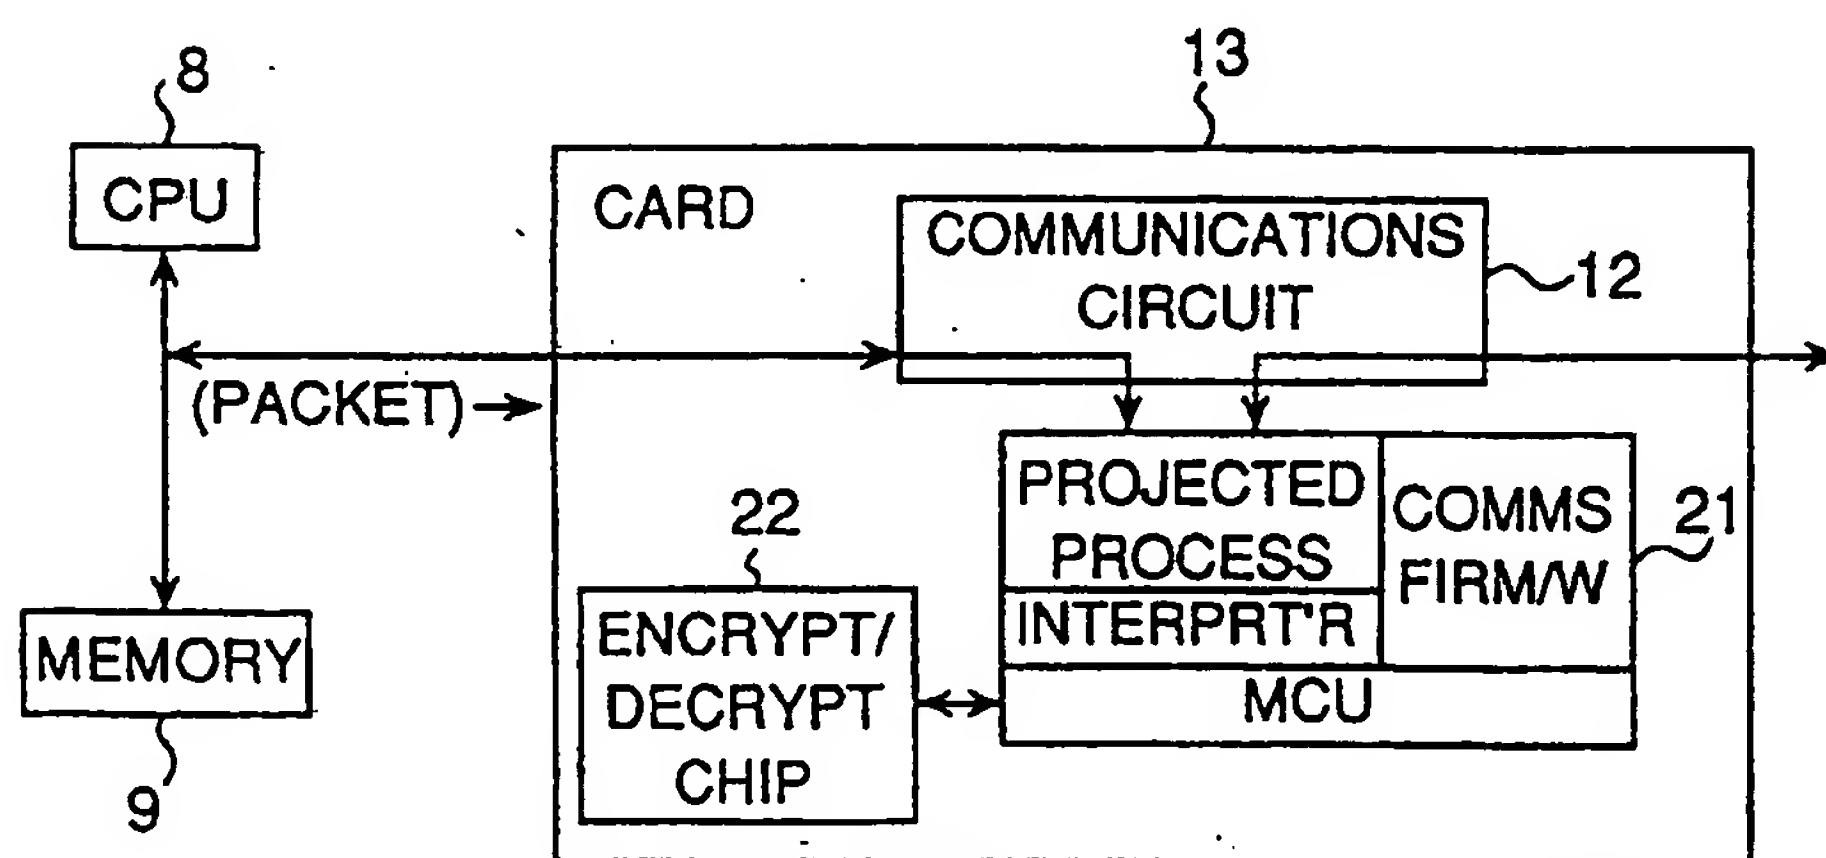 8
13
CPU
CARD
COMMUNICATIONS
CIRCUIT
12
(PACKET)
PROJECTED
PROCESS
COMMS
FIRM/W
21
22
INTERPRT'R
ENCRYPT/
DECRYPT
CHIP
MCU
MEMORY
9